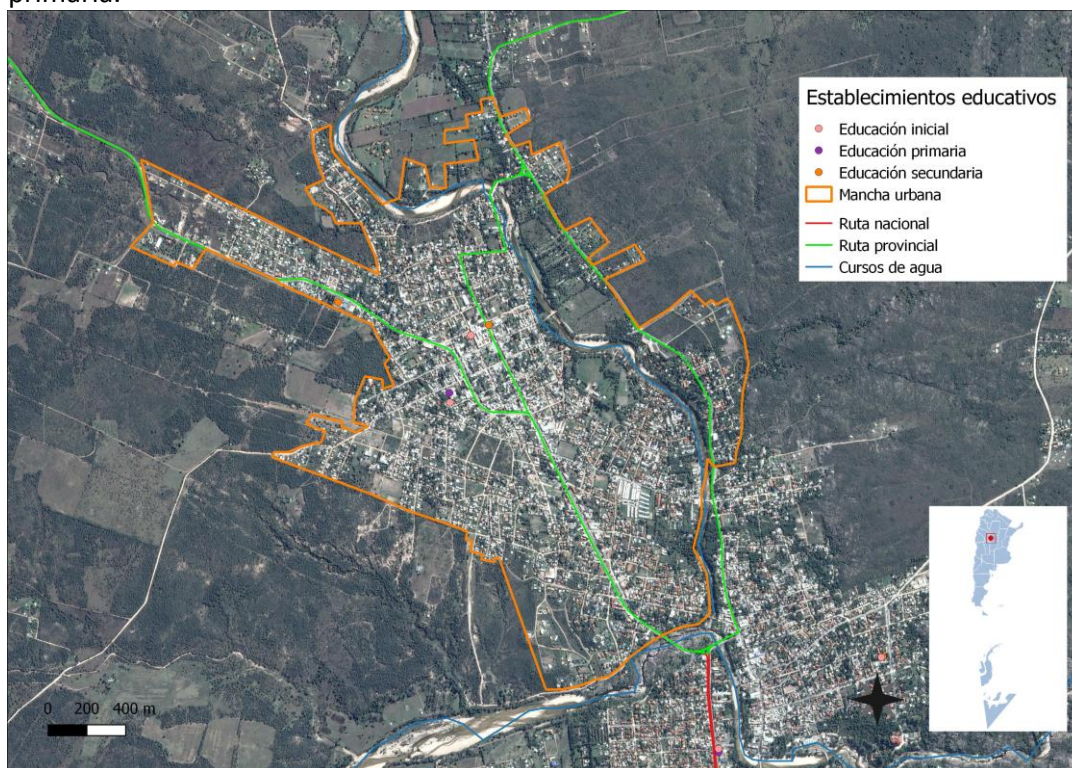 primaria.
Establecimientos educativos
Educación inicial
Educación primaria
Educación secundaria
Mancha urbana
Ruta nacional
Ruta provincial
Cursos de agua
0 200 400 m